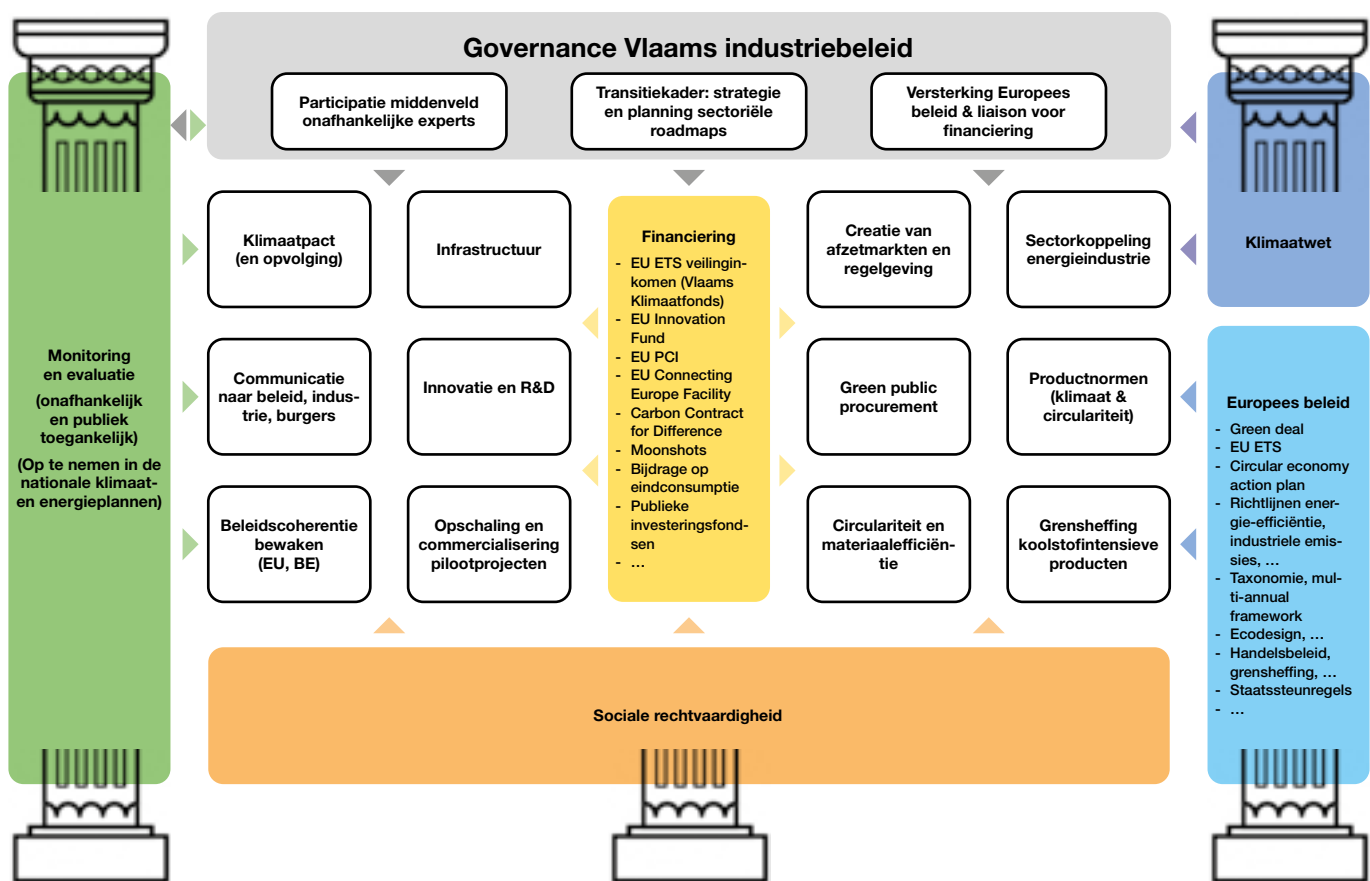 Governance Vlaams industriebeleid
Participatie middenveld
onafhankelijke experts
Transitiekader: strategie
en planning sectoriële
roadmaps
Versterking Europees
beleid & liaison voor
financiering
Klimaatpact
(en opvolging)
Infrastructuur
Financiering
- EU ETS veilingin-
komen (Vlaams
Klimaatfonds)
- EU Innovation
Fund
- EU PCI
- EU Connecting
Europe Facility
- Carbon Contract
for Difference
- Moonshots
- Bijdrage op
eindconsumptie
- Publieke
investeringsfond-
sen
- ...
Creatie van
afzetmarkten en
regelgeving
Sectorkoppeling
energieindustrie
Klimaatwet
Monitoring
en evaluatie
(onafhankelijk
en publiek
toegankelijk)
(Op te nemen in de
nationale klimaat-
en energieplannen)
Communicatie
naar beleid, indus-
trie, burgers
Innovatie en R&D
Green public
procurement
Productnormen
(klimaat &
circulariteit)
Europees beleid
- Green deal
- EU ETS
- Circular economy
action plan
- Richtlijnen ener-
gie-efficiëntie,
industriele emis-
sies, ...
- Taxonomie, mul-
ti-annual
framework
- Ecodesign, ...
- Handelsbeleid,
grensheffing, ...
- Staatssteunregels
- ...
Beleidscoherentie
bewaken
(EU, BE)
Opschaling en
commercialisering
pilootprojecten
Circulariteit en
materiaalefficiën-
tie
Grensheffing
koolstofintensieve
producten
Sociale rechtvaardigheid